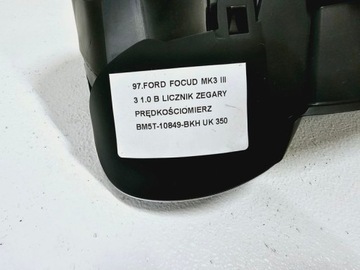 97.FORD FOCUD MK3 III
3 1.0 B LICZNIK ZEGARY
PRĘDKOŚCIOMIERZ
BM5T-10849-BKH UK 350